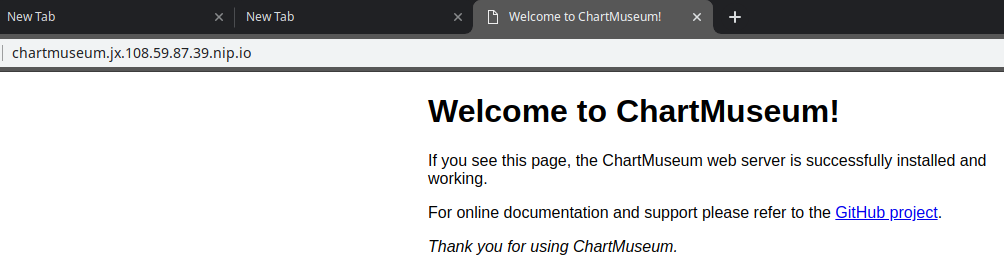 New Tab New Tab Welcome to ChartMuseum!
chartmuseum.jx.108.59.87.39.nip.io
Welcome to ChartMuseum!
If you see this page, the ChartMuseum web server is successfully installed and
working.
For online documentation and support please refer to the GitHub project.
Thank you for using ChartMuseum.